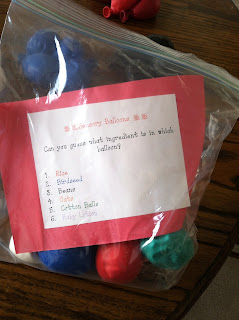 Sensory Balloons
Can you guess what ingredient is in which
balloon?
1. Rice
2. Birdseed
3. Beans
4. Oats
5. Cotton Balls
6.